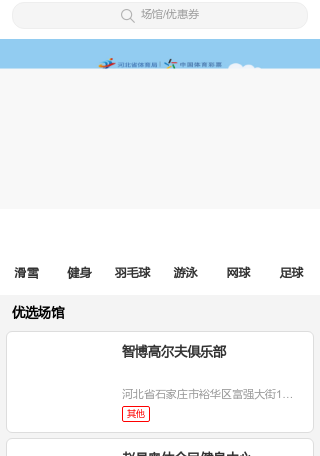 场馆/优惠券
河北省体育局 中国体育彩票
滑雪 健身 羽毛球 游泳 网球 足球
优选场馆
智博高尔夫俱乐部
河北省石家庄市裕华区富强大街1...
其他